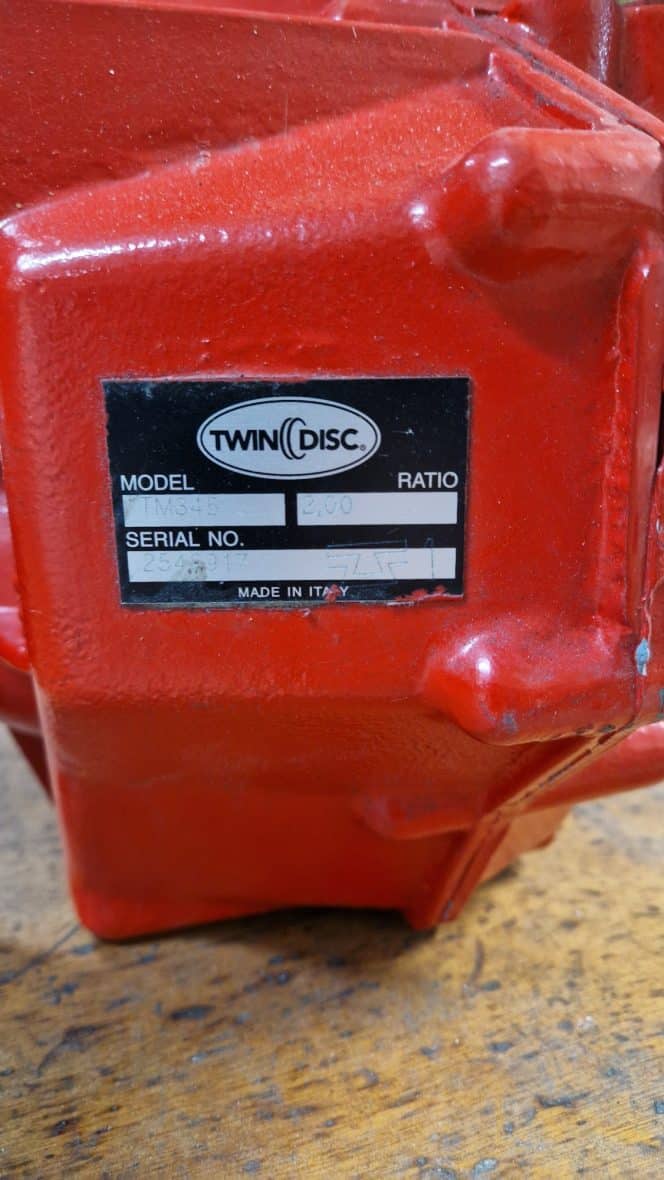 TWIN DISC®
MODEL RATIO
TM345 2,00
SERIAL NO.
MADE IN ITALY